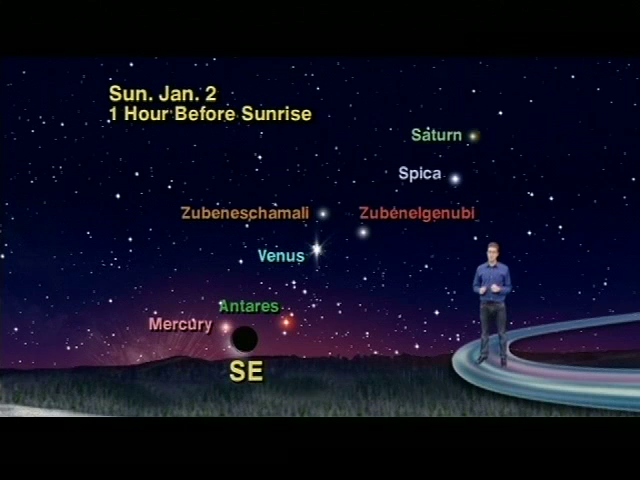 Sun. Jan. 2
1 Hour Before Sunrise
Saturn
Spica
Zubeneschamali
Zubenelgenubi
Venus
Antares
Mercury
SE